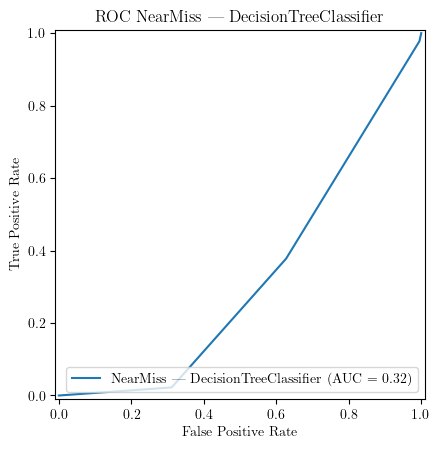 ROC NearMiss — DecisionTreeClassifier
1.0
0.8
0.6
0.4
0.2
0.0
True Positive Rate
NearMiss — DecisionTreeClassifier (AUC = 0.32)
0.0 0.2 0.4 0.6 0.8 1.0
False Positive Rate